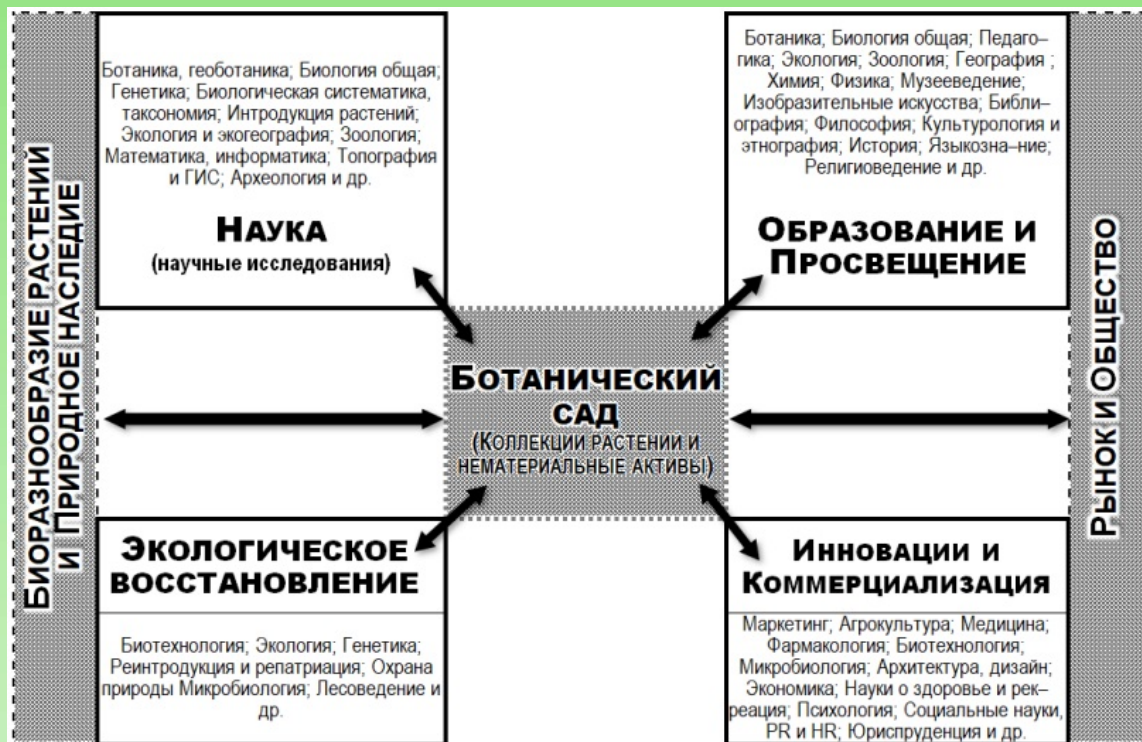 БИОРАЗНООБРАЗИЕ РАСТЕНИЙ
И ПРИРОДНОЕ НАСЛЕДИЕ
Ботаника, геоботаника; Биология общая;
Генетика; Биологическая систематика,
таксономия; Интродукция растений;
Экология и экогеография; Зоология;
Математика, информатика; Топография
и ГИС; Археология и др.
НАУКА
(научные исследования)
Ботаника; Биология общая; Педаго–
гика; Экология; Зоология; География ;
Химия; Физика; Музееведение;
Изобразительные искусства; Библи–
ография; Философия; Культурология и
этнография; История; Языкозна–ние;
Религиоведение и др.
ОБРАЗОВАНИЕ И
ПРОСВЕЩЕНИЕ
БОТАНИЧЕСКИЙ
САД
(КОЛЛЕКЦИИ РАСТЕНИЙ И
НЕМАТЕРИАЛЬНЫЕ АКТИВЫ)
ЭКОЛОГИЧЕСКОЕ
ВОССТАНОВЛЕНИЕ
Биотехнология; Экология; Генетика;
Реинтродукция и репатриация; Охрана
природы Микробиология; Лесоведение и
др.
ИННОВАЦИИ И
КОММЕРЦИАЛИЗАЦИЯ
Маркетинг; Агрокультура; Медицина;
Фармакология; Биотехнология;
Микробиология; Архитектура, дизайн;
Экономика; Науки о здоровье и рек–
реация; Психология; Социальные науки,
PR и HR; Юриспруденция и др.
РЫНОК И ОБЩЕСТВО